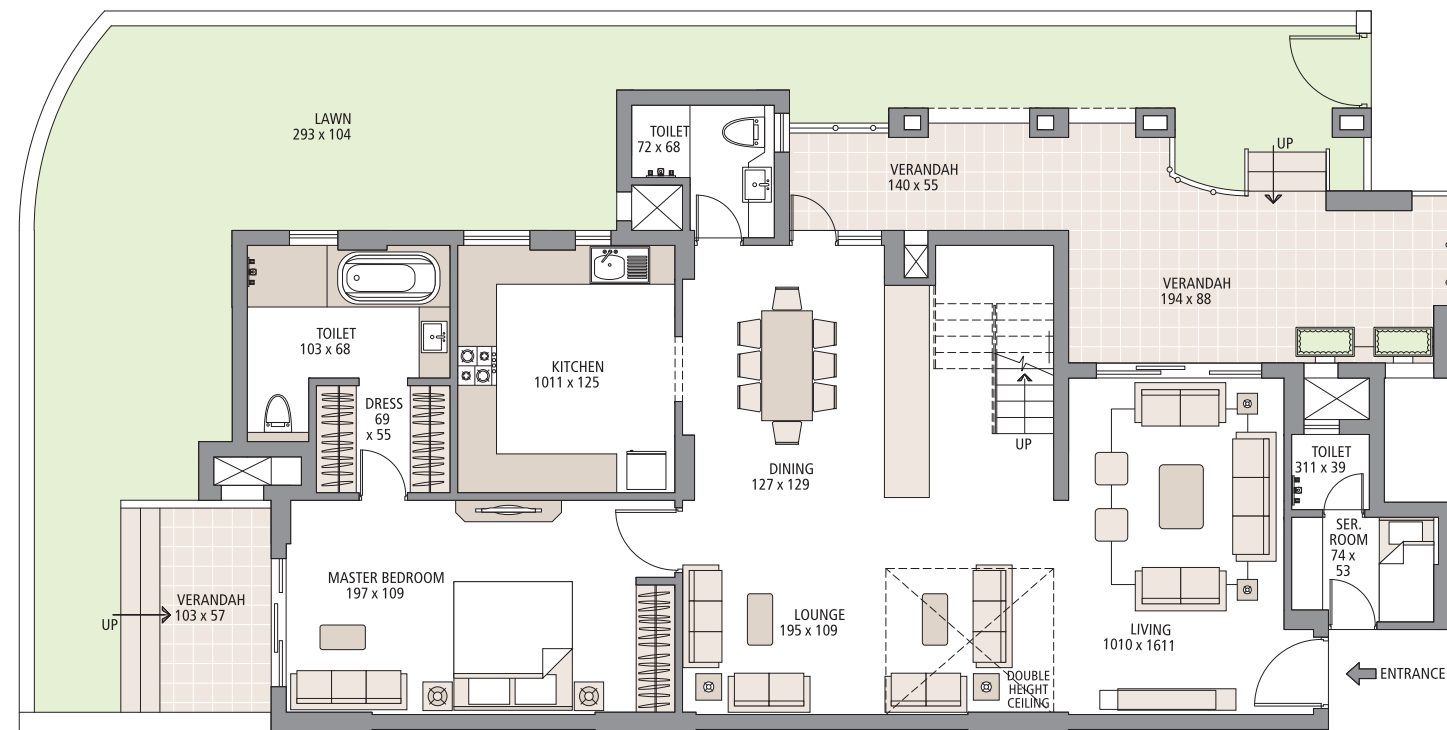 LAWN
293 x 104
TOILET
72 x 68
VERANDAH
140 x 55
UP
VERANDAH
194 x 88
TOILET
103 x 68
KITCHEN
1011 x 125
DRESS
69
x 55
DINING
127 x 129
UP
TOILET
311 x 39
SER.
ROOM
74 x
53
MASTER BEDROOM
197 x 109
VERANDAH
103 x 57
UP
LOUNGE
195 x 109
LIVING
1010 x 1611
DOUBLE
HEIGHT
CEILING
ENTRANCE